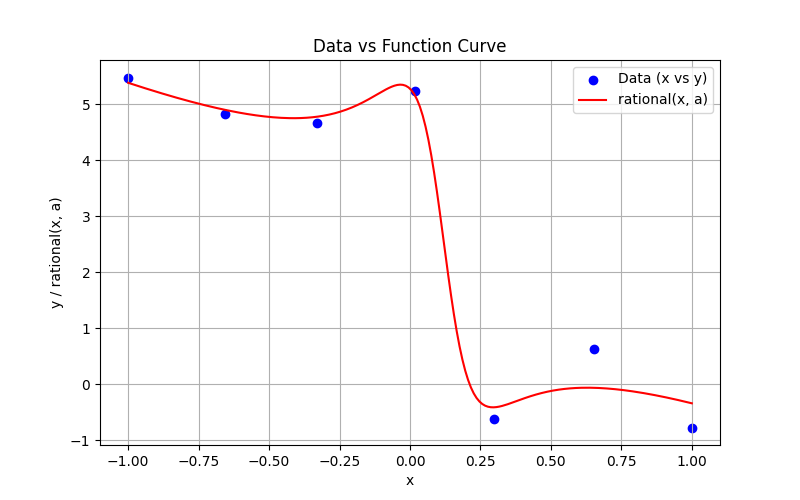 Data vs Function Curve
Data (x vs y)
rational(x, a)
y / rational(x, a)
5
4
3
2
1
0
−1
−1.00 −0.75 −0.50 −0.25 0.00 0.25 0.50 0.75 1.00
x